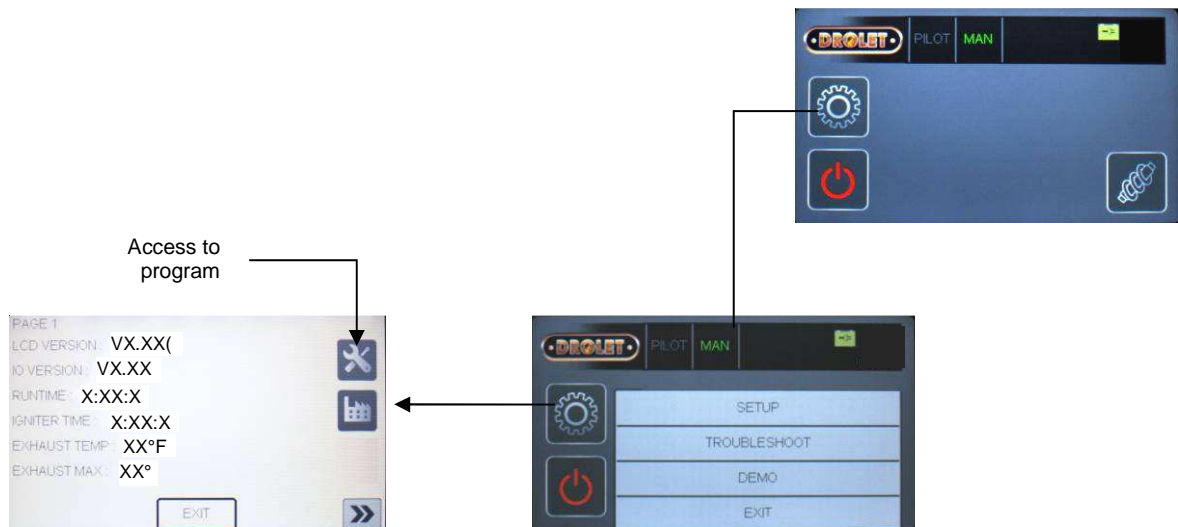 DROLET PILOT MAN
Access to
program
PAGE 1
LCD VERSION: VX.XX(
IO VERSION: VX.XX
RUNTIME: X:XX:X
IGNITER TIME: X:XX:X
EXHAUST TEMP: XX°F
EXHAUST MAX: XX°
EXIT
DROLET PILOT MAN
SETUP
TROUBLESHOOT
DEMO
EXIT